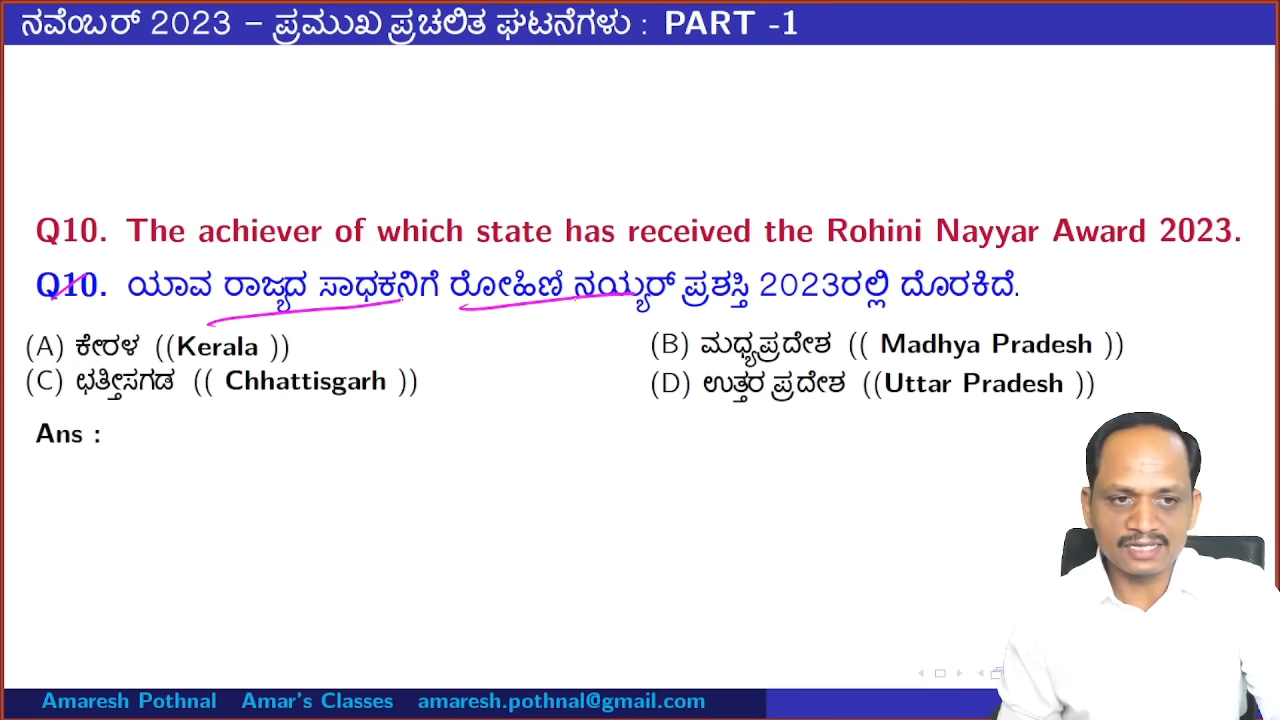 ನವೆಂಬರ್ 2023 – ಪ್ರಮುಖ ಪ್ರಚಲಿತ ಘಟನೆಗಳು : PART -1
Q10. The achiever of which state has received the Rohini Nayyar Award 2023.
Q10. ಯಾವ ರಾಜ್ಯದ ಸಾಧಕನಿಗೆ ರೋಹಿಣಿ ನಯ್ಯರ್ ಪ್ರಶಸ್ತಿ 2023ರಲ್ಲಿ ದೊರಕಿದೆ.
(A) ಕೇರಳ ((Kerala )) (B) ಮಧ್ಯಪ್ರದೇಶ (( Madhya Pradesh ))
(C) ಛತ್ತೀಸಗಡ (( Chhattisgarh )) (D) ಉತ್ತರ ಪ್ರದೇಶ ((Uttar Pradesh ))
Ans :
Amaresh Pothnal Amar's Classes amaresh.pothnal@gmail.com